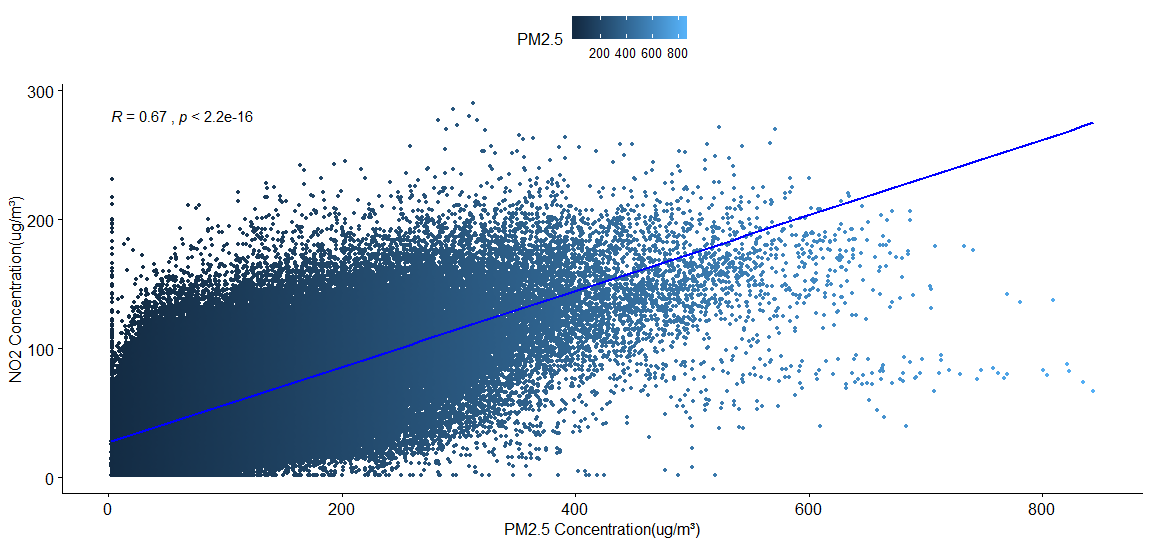 PM2.5
200 400 600 800
300
R = 0.67 , p < 2.2e-16
200
100
0
NO2 Concentration(ug/m³)
0 200 400 600 800
PM2.5 Concentration(ug/m³)